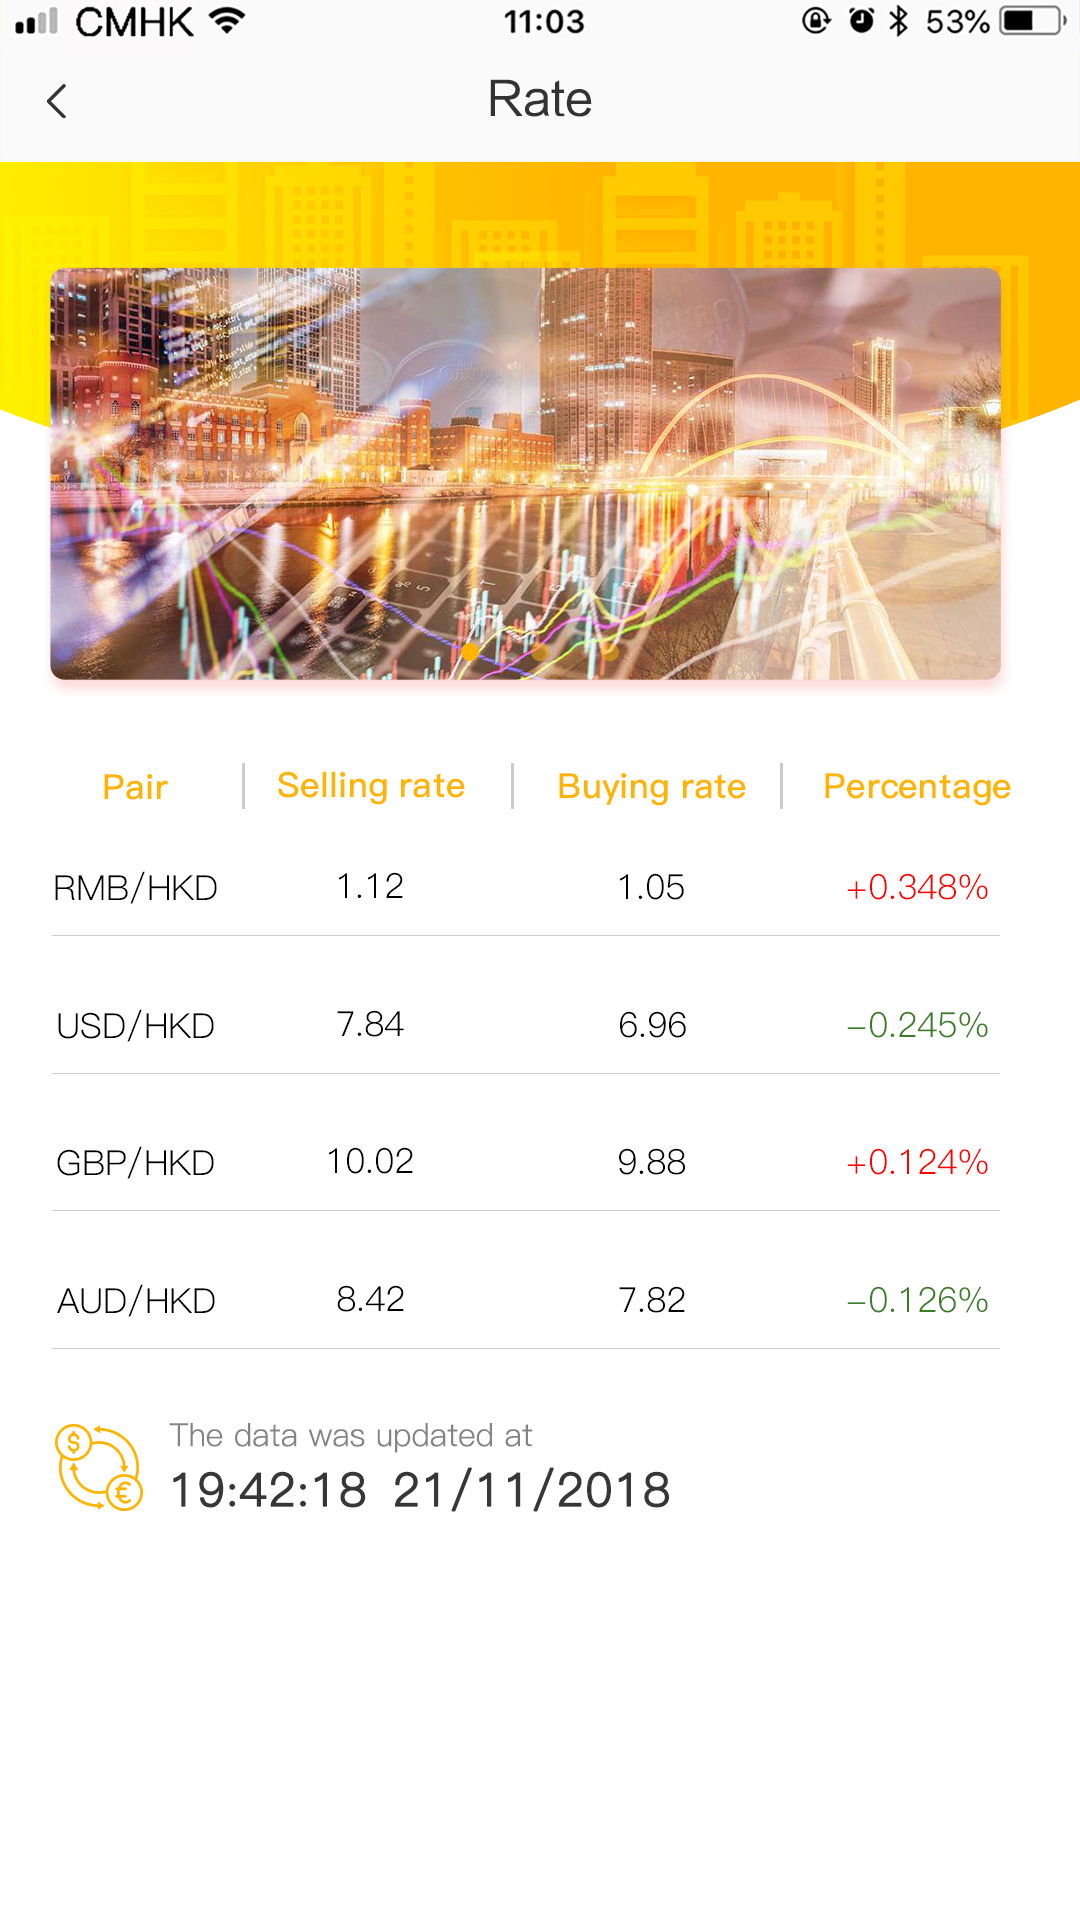 CMHK 11:03 53%
Rate
Pair Selling rate Buying rate Percentage
RMB/HKD 1.12 1.05 +0.348%
USD/HKD 7.84 6.96 -0.245%
GBP/HKD 10.02 9.88 +0.124%
AUD/HKD 8.42 7.82 -0.126%
The data was updated at
19:42:18 21/11/2018